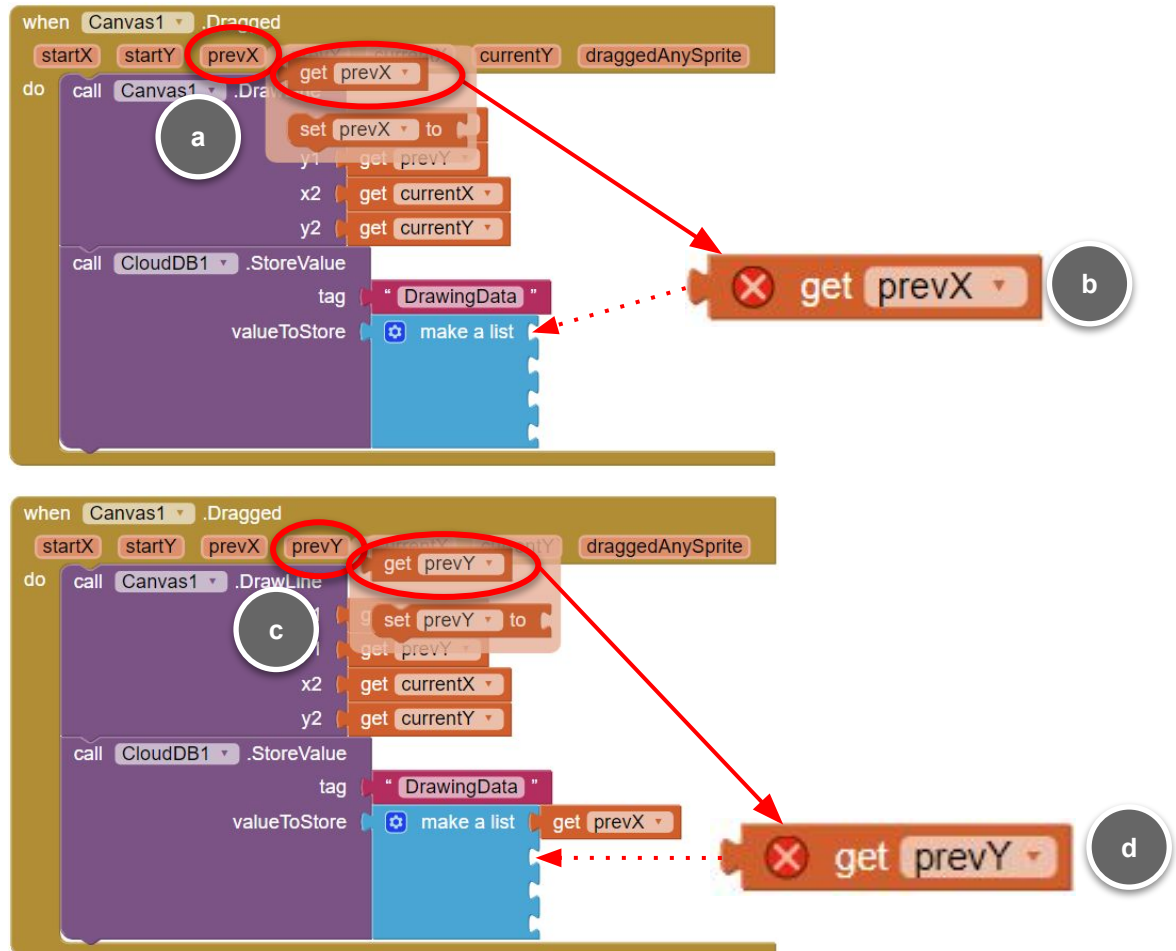 when Canvas1 .Dragged
startX startY prevX currentY draggedAnySprite
get prevX
do call Canvas1 .DrawLine
set prevX to
a
y1 get prevY
x2 get currentX
y2 get currentY
call CloudDB1 .StoreValue
get prevX
b
tag " DrawingData "
valueToStore make a list
when Canvas1 .Dragged
startX startY prevX prevY currentX currentY draggedAnySprite
get prevY
do call Canvas1 .DrawLine
set prevY to
c
get prevY
x2 get currentX
y2 get currentY
call CloudDB1 .StoreValue
tag " DrawingData "
valueToStore make a list get prevX
get prevY
d